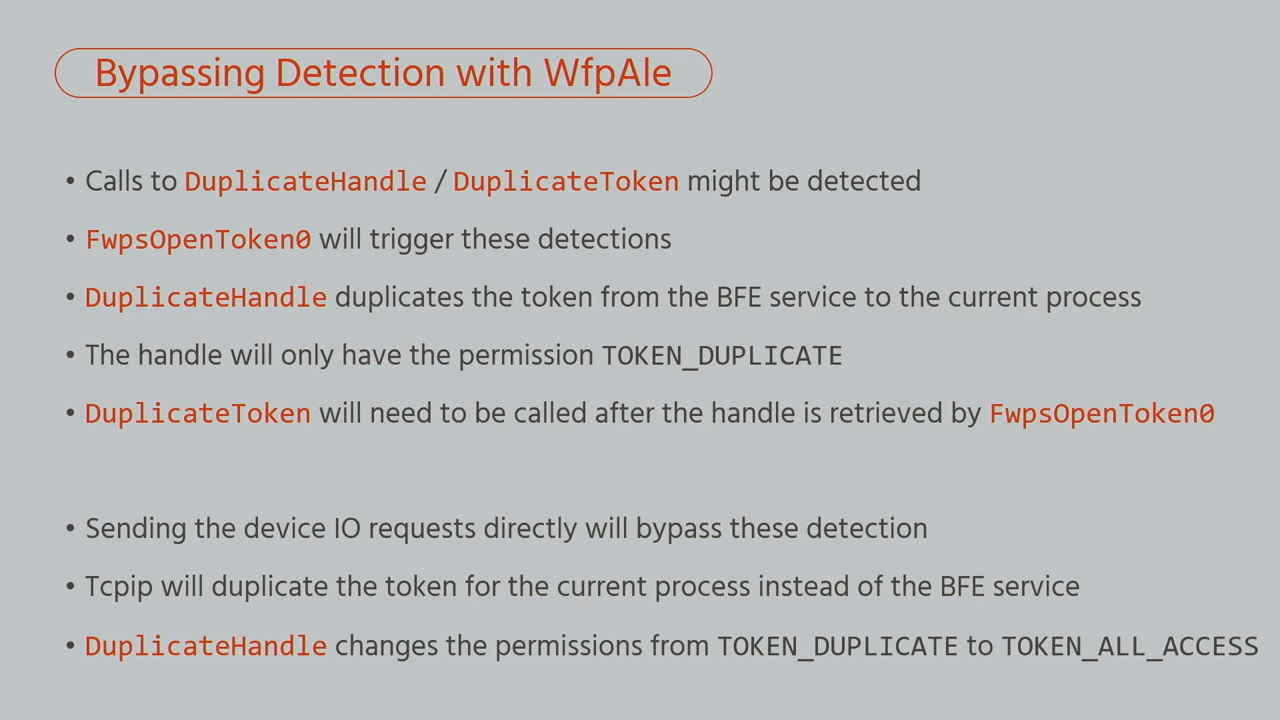 Bypassing Detection with WfpAle
• Calls to DuplicateHandle / DuplicateToken might be detected
• FwpsOpenToken0 will trigger these detections
• DuplicateHandle duplicates the token from the BFE service to the current process
• The handle will only have the permission TOKEN_DUPLICATE
• DuplicateToken will need to be called after the handle is retrieved by FwpsOpenToken0
• Sending the device IO requests directly will bypass these detection
• Tcpip will duplicate the token for the current process instead of the BFE service
• DuplicateHandle changes the permissions from TOKEN_DUPLICATE to TOKEN_ALL_ACCESS